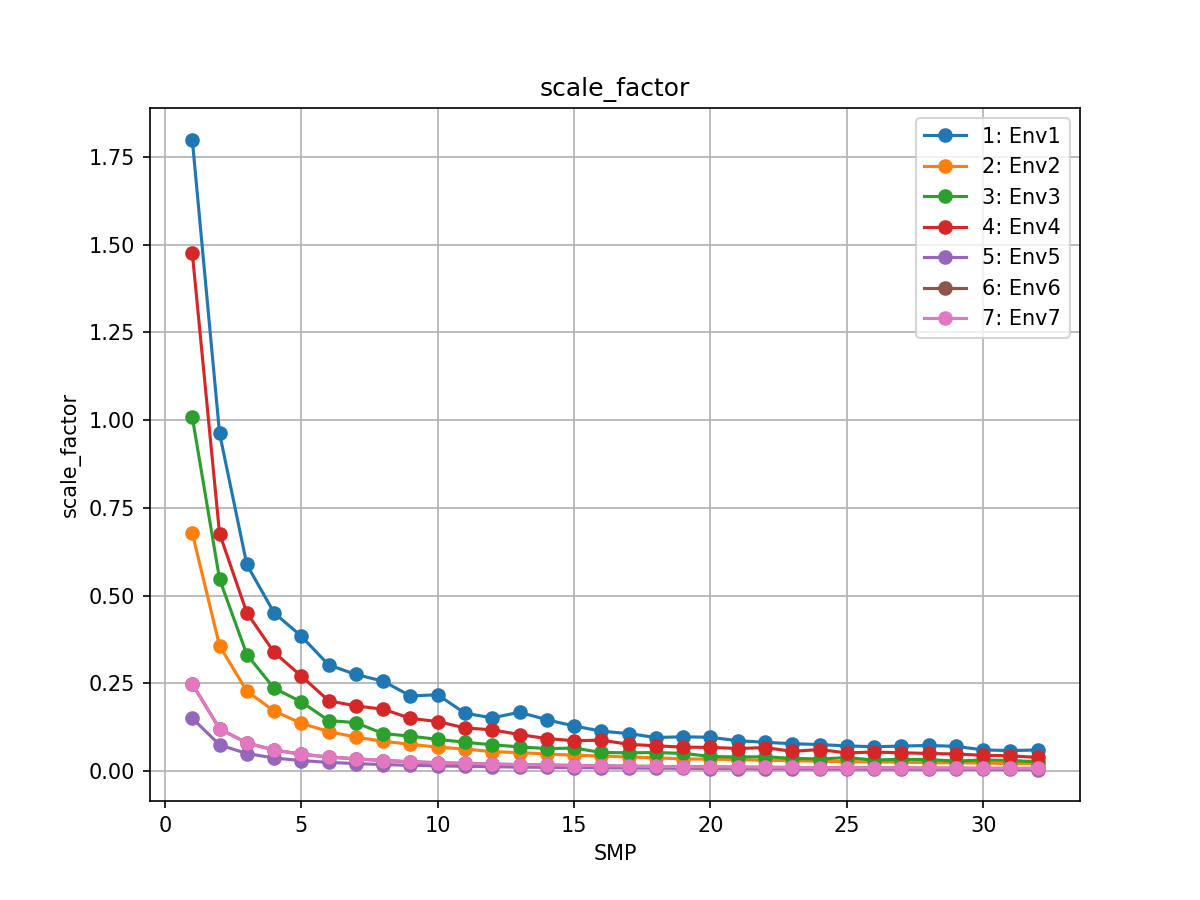 scale_factor
1: Env1
2: Env2
3: Env3
4: Env4
5: Env5
6: Env6
7: Env7
scale_factor
1.75
1.50
1.25
1.00
0.75
0.50
0.25
0.00
0 5 10 15 20 25 30
SMP